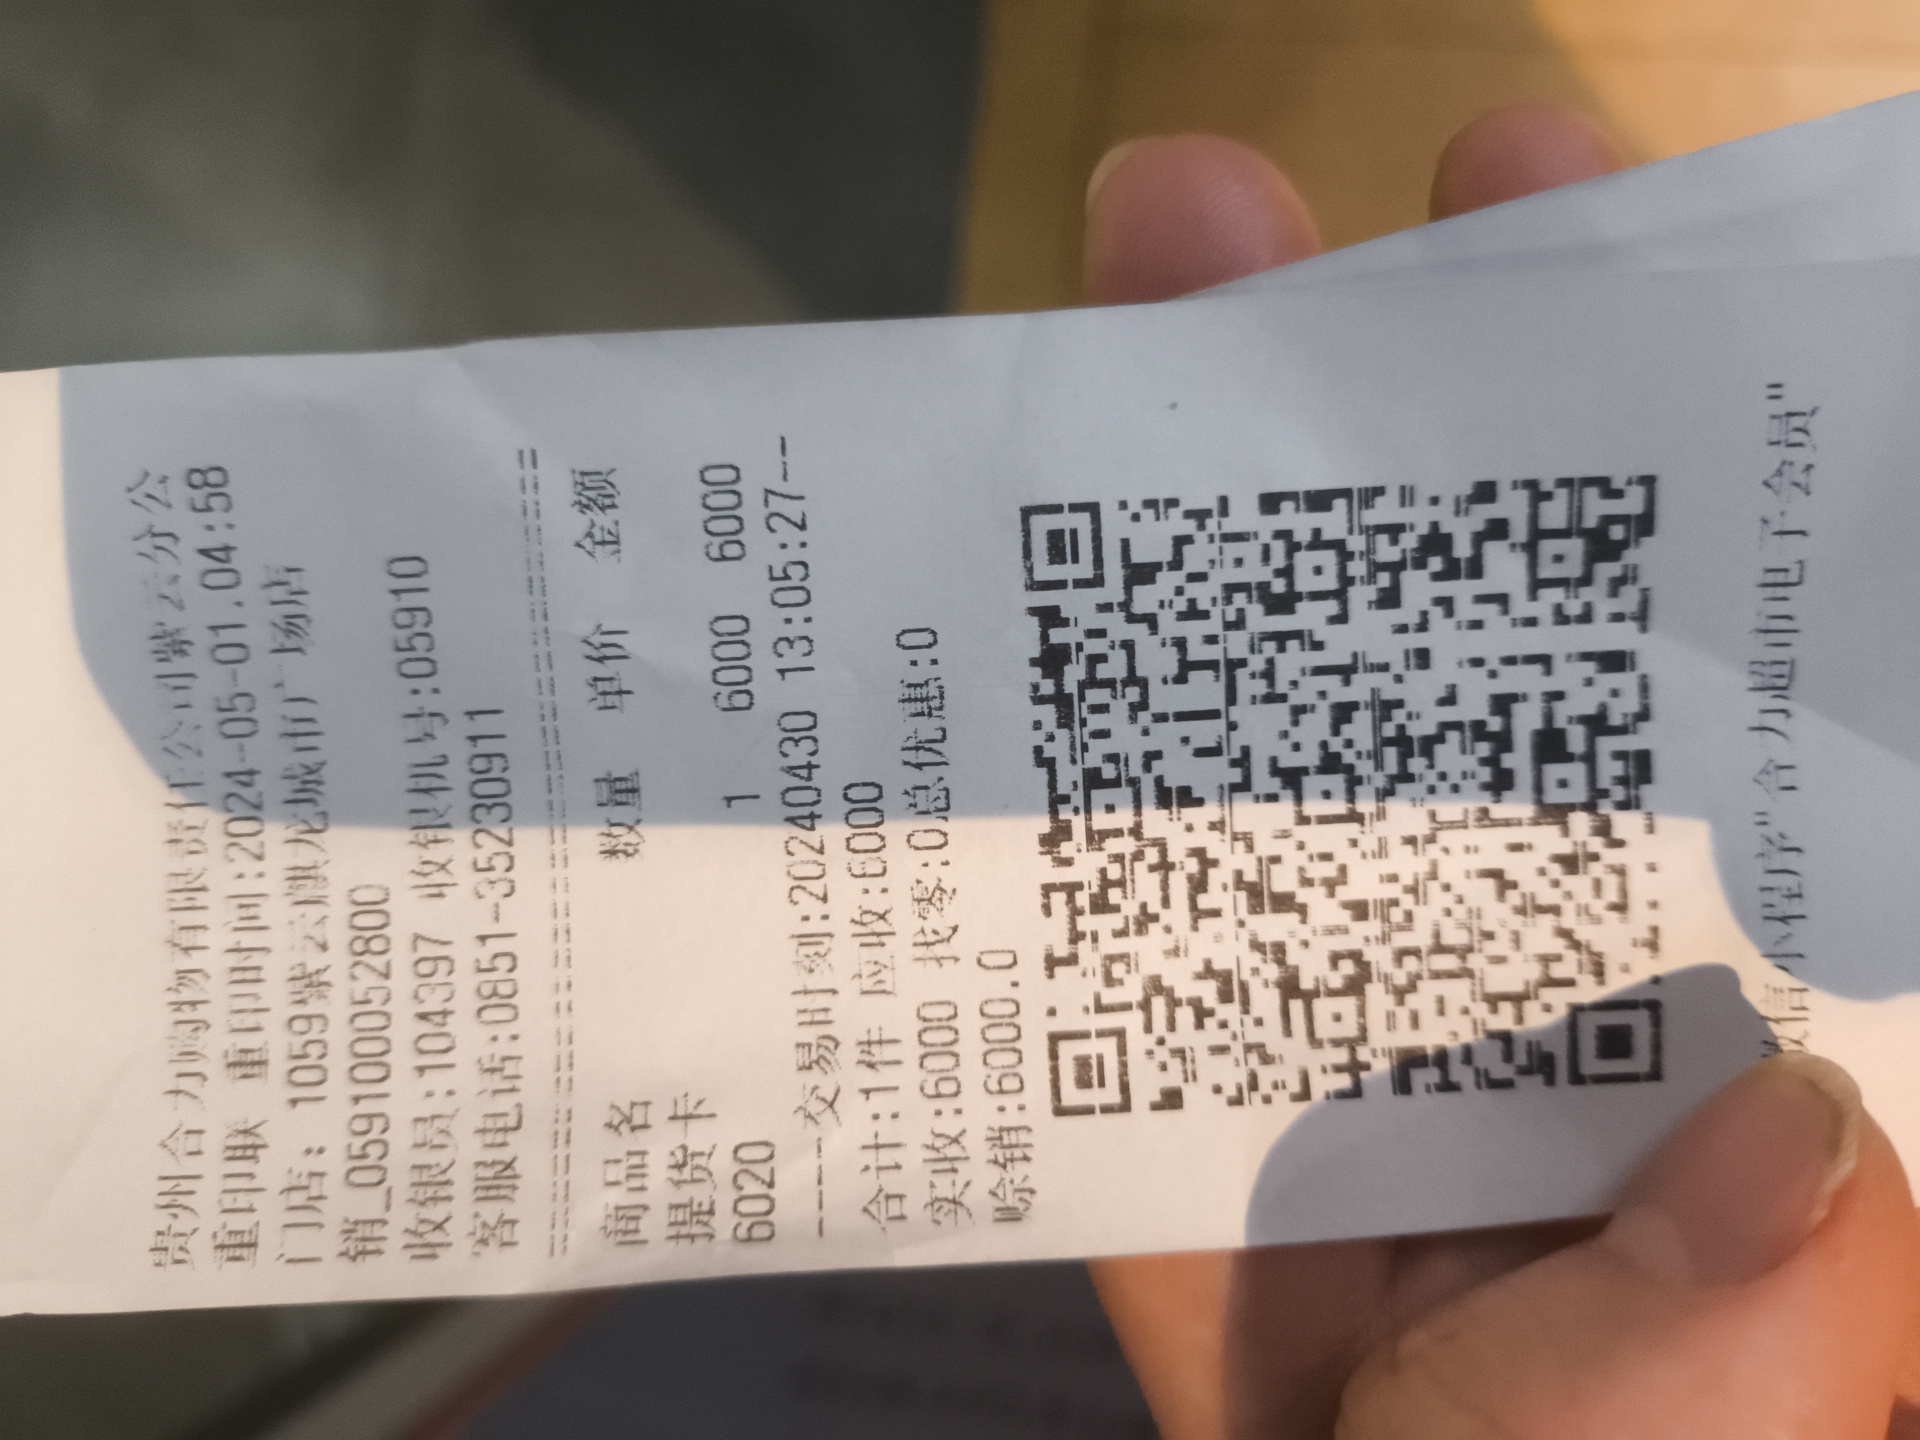 贵州合力购物有限责任公司紫云分公
重印联 重印时间:2024-05-01.04:58
门店: 1059紫云麒龙城市广场店
销_0591000052800
收银员:104397 收银机号:05910
客服电话:0851-35230911
商品名 数量 单价 金额
提货卡
6020 1 6000 6000
----交易时刻:20240430 13:05:27--
合计:1件 应收:6000
实收:6000 找零:0总优惠:0
赊销:6000.0
微信小程序"合力超市电子会员"